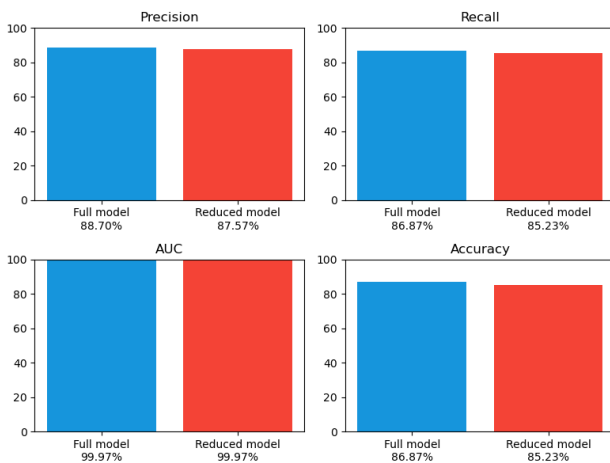 Precision
100
80
60
40
20
0
Full model
88.70%
Reduced model
87.57%
Recall
100
80
60
40
20
0
Full model
86.87%
Reduced model
85.23%
AUC
100
80
60
40
20
0
Full model
99.97%
Reduced model
99.97%
Accuracy
100
80
60
40
20
0
Full model
86.87%
Reduced model
85.23%